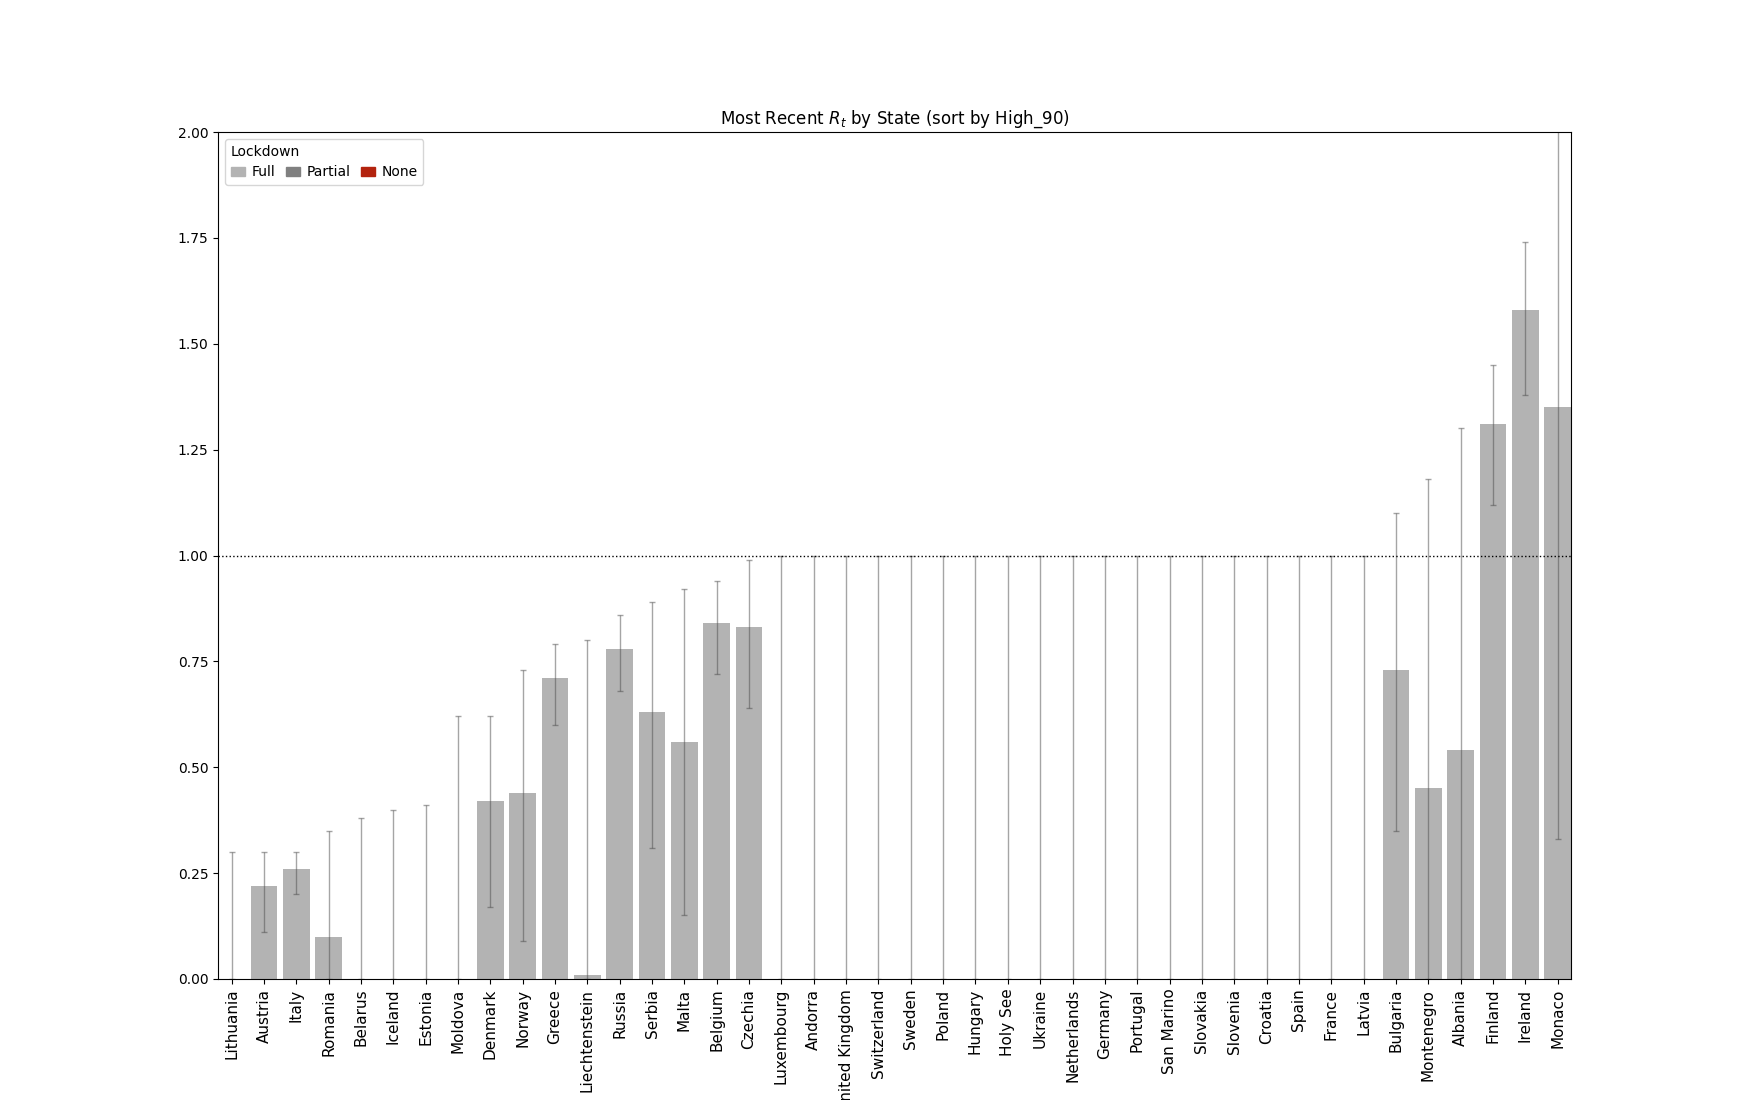 Most Recent Rt by State (sort by High_90)
Lockdown
Full Partial None
2.00
1.75
1.50
1.25
1.00
0.75
0.50
0.25
0.00
Lithuania
Austria
Italy
Romania
Belarus
Iceland
Estonia
Moldova
Denmark
Norway
Greece
Liechtenstein
Russia
Serbia
Malta
Belgium
Czechia
Luxembourg
Andorra
nited Kingdom
Switzerland
Sweden
Poland
Hungary
Holy See
Ukraine
Netherlands
Germany
Portugal
San Marino
Slovakia
Slovenia
Croatia
Spain
France
Latvia
Bulgaria
Montenegro
Albania
Finland
Ireland
Monaco